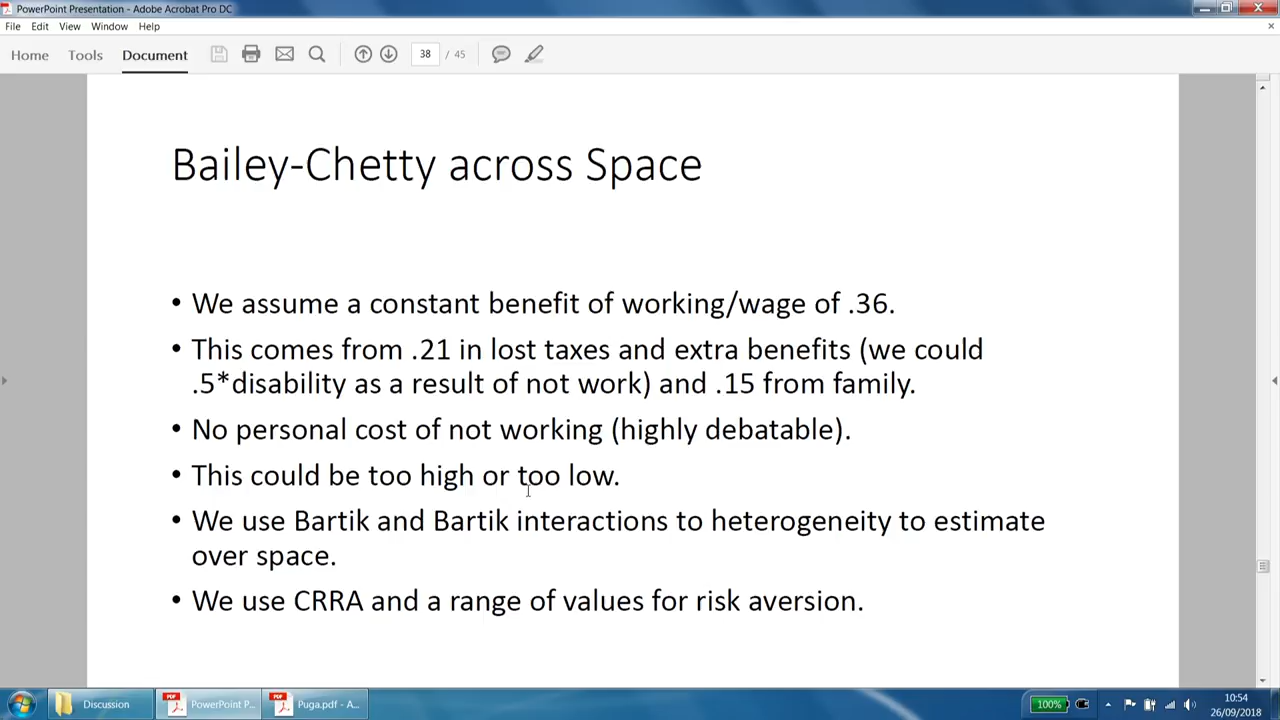 PowerPoint Presentation - Adobe Acrobat Pro DC
File Edit View Window Help
Home Tools Document 38 / 45
Bailey-Chetty across Space
• We assume a constant benefit of working/wage of .36.
• This comes from .21 in lost taxes and extra benefits (we could
.5*disability as a result of not work) and .15 from family.
• No personal cost of not working (highly debatable).
• This could be too high or too low.
• We use Bartik and Bartik interactions to heterogeneity to estimate
over space.
• We use CRRA and a range of values for risk aversion.
Discussion PowerPoint P... Puga.pdf - A... 100% 10:54
26/09/2018